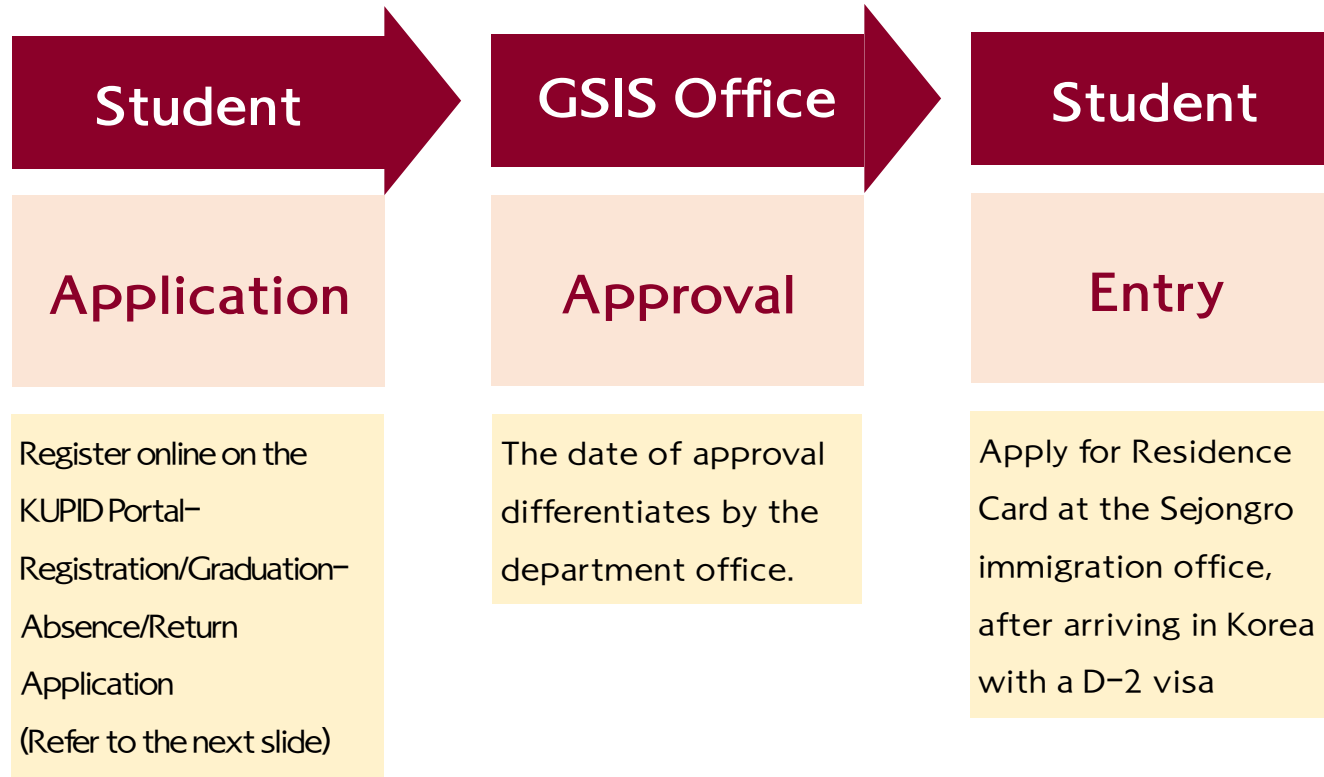 Student
GSIS Office
Student
Application
Approval
Entry
Register online on the
KUPID Portal-
Registration/Graduation-
Absence/Return
Application
(Refer to the next slide)
The date of approval
differentiates by the
department office.
Apply for Residence
Card at the Sejongro
immigration office,
after arriving in Korea
with a D-2 visa